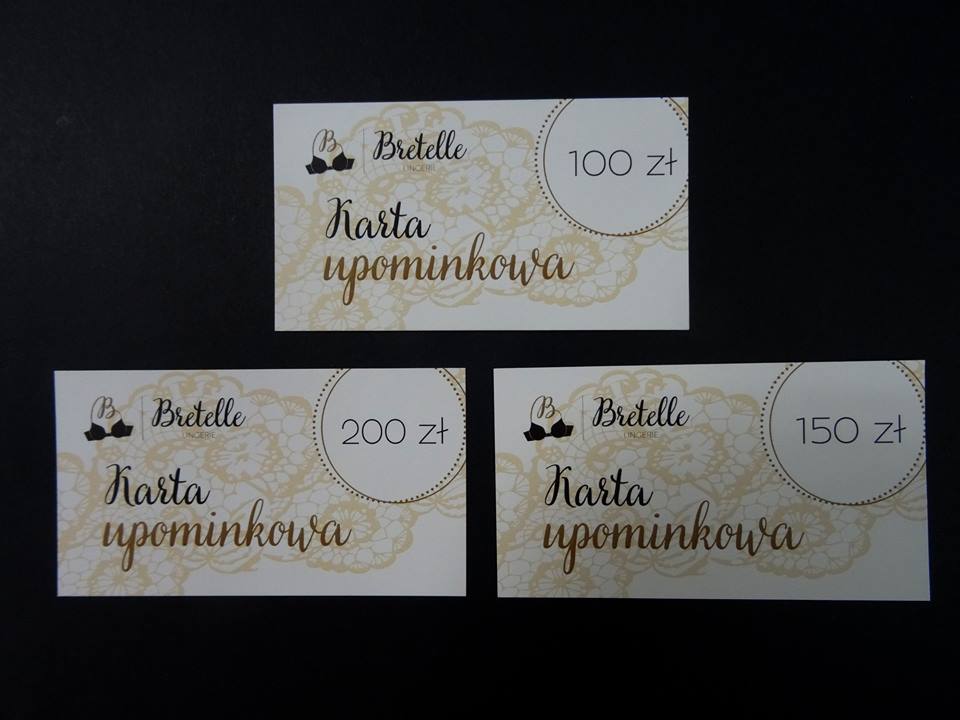 B
Bretelle
LINGERIE
100 zł
Karta
upominkowa
B
Bretelle
LINGERIE
200 zł
Karta
upominkowa
B
Bretelle
LINGERIE
150 zł
Karta
upominkowa